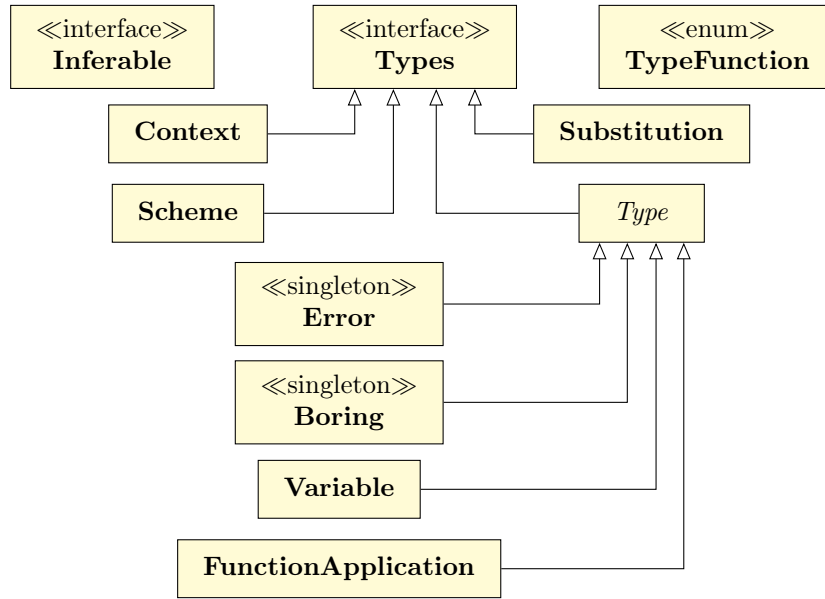 ≪interface≫
Inferable
≪interface≫
Types
≪enum≫
TypeFunction
Context
Substitution
Scheme
Type
≪singleton≫
Error
≪singleton≫
Boring
Variable
FunctionApplication